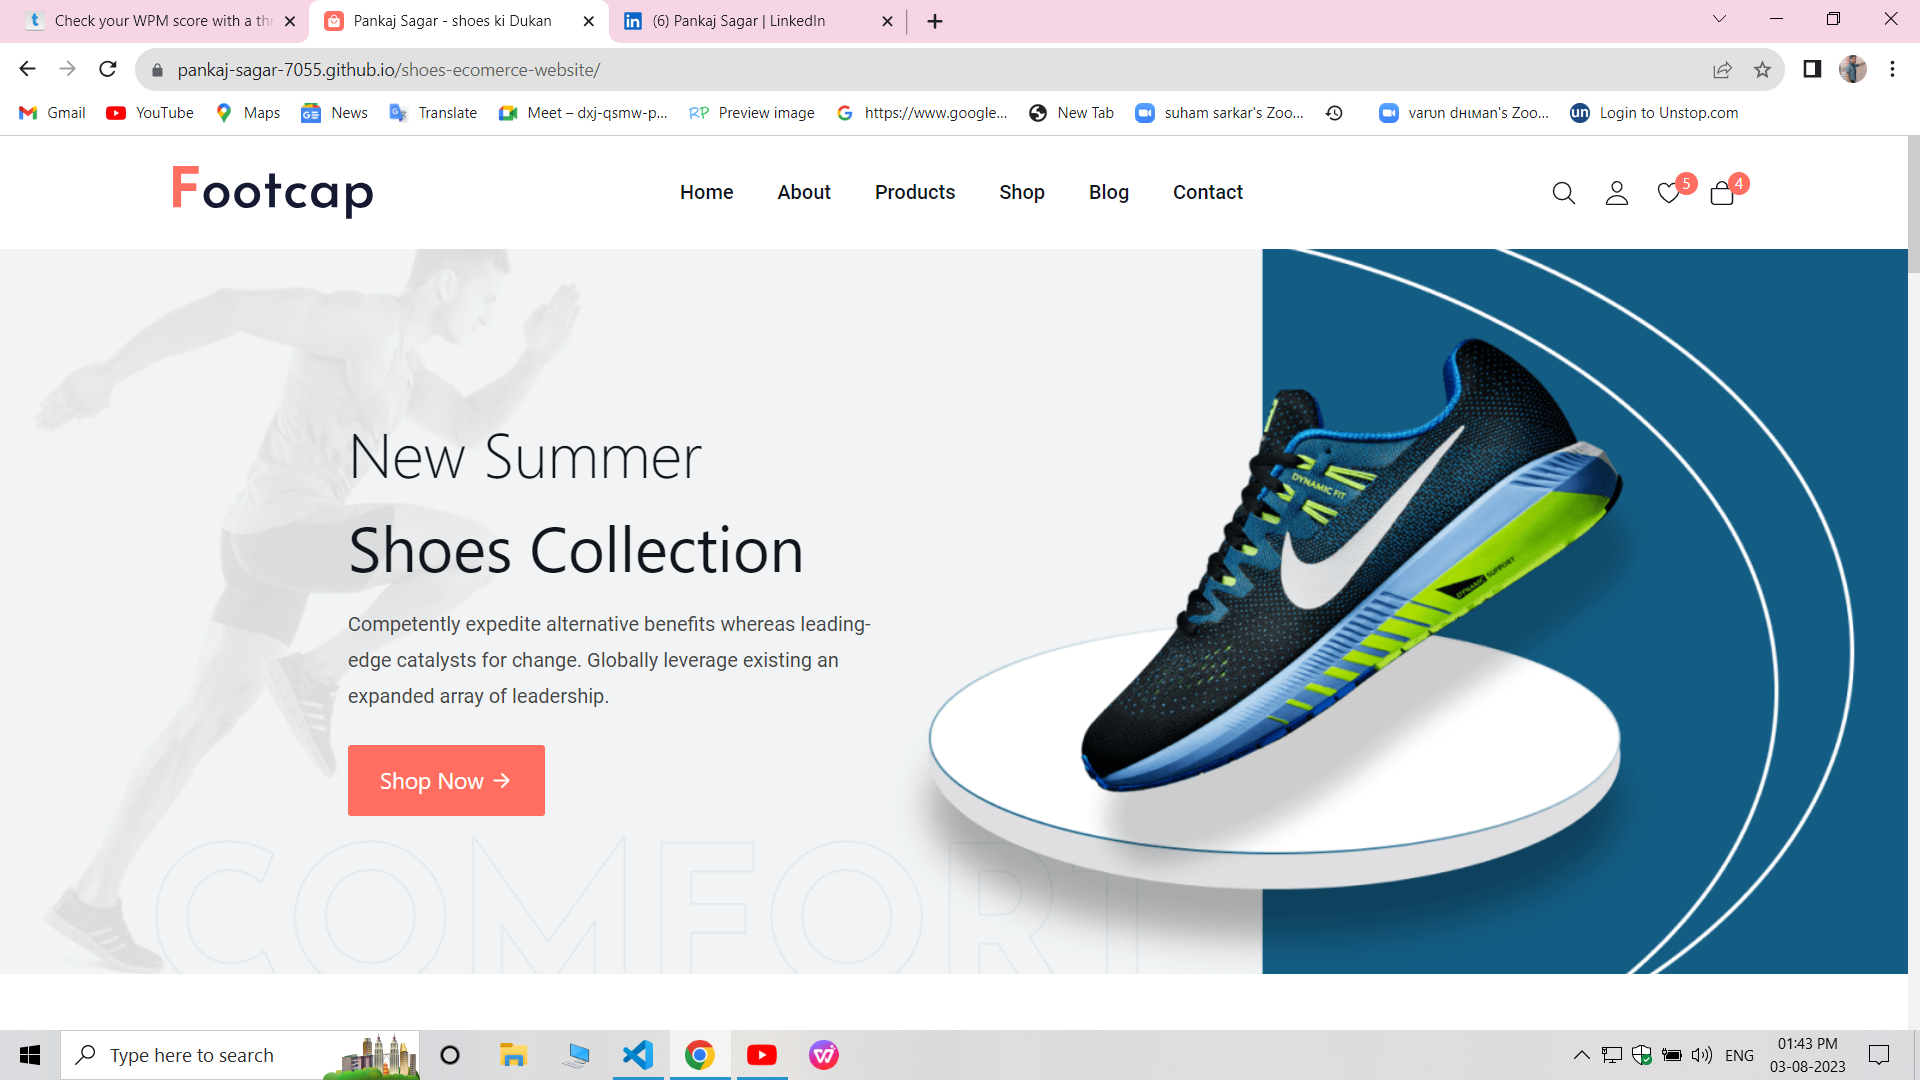 Check your WPM score with a thr
Pankaj Sagar - shoes ki Dukan
(6) Pankaj Sagar | LinkedIn
pankaj-sagar-7055.github.io/shoes-ecomerce-website/
Gmail
YouTube
Maps
News
Translate
Meet – dxj-qsmw-p...
RP
Preview image
https://www.google...
New Tab
suham sarkar's Zoo...
varυn dнιмan's Zoo...
un
Login to Unstop.com
Footcap
Home
About
Products
Shop
Blog
Contact
5
4
New Summer
Shoes Collection
Competently expedite alternative benefits whereas leading-
edge catalysts for change. Globally leverage existing an
expanded array of leadership.
Shop Now →
DYNAMIC FIT
DYNAMIC SUPPORT
COMFORT
Type here to search
ENG
01:43 PM
03-08-2023